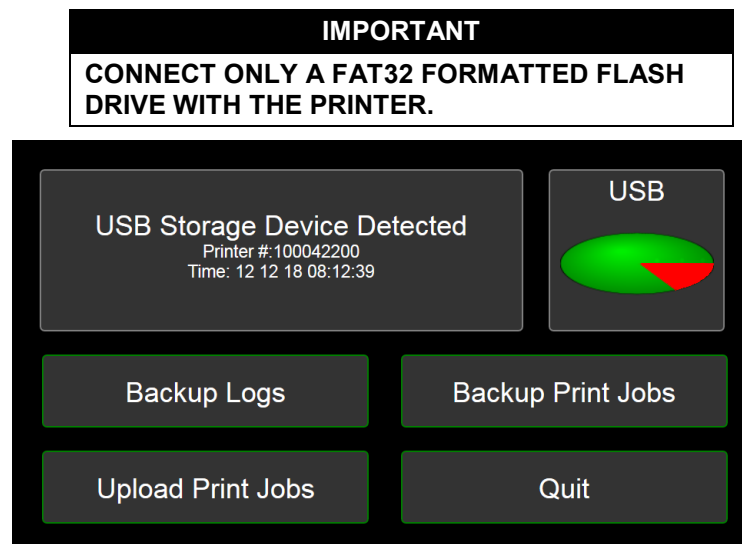 IMPORTANT
CONNECT ONLY A FAT32 FORMATTED FLASH
DRIVE WITH THE PRINTER.
USB Storage Device Detected
Printer #:100042200
Time: 12 12 18 08:12:39
USB
Backup Logs
Backup Print Jobs
Upload Print Jobs
Quit